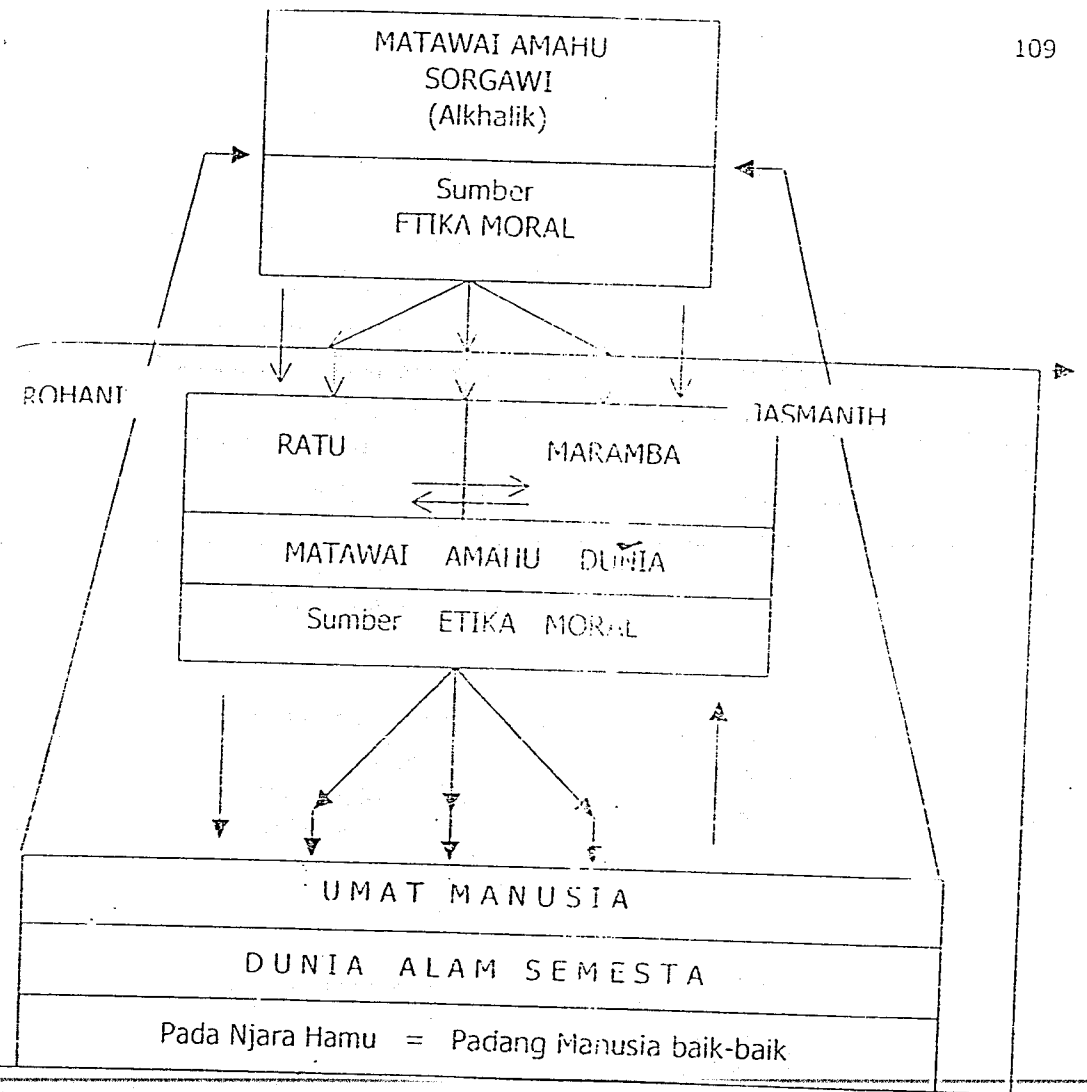 109
MATAWAI AMAHU
SORGAWI
(Alkhalik)
Sumber
ETIKA MORAL
ROHANI
JASMANIH
RATU MARAMBA
MATAWAI AMAHU DUNIA
Sumber ETIKA MORAL
UMAT MANUSIA
DUNIA ALAM SEMESTA
Pada Njara Hamu = Padang Manusia baik-baik